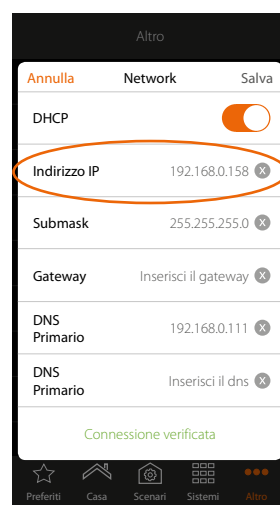 Altro
Annulla Network Salva
DHCP
Indirizzo IP 192.168.0.158 X
Submask 255.255.255.0 X
Gateway Inserisci il gateway X
DNS
Primario 192.168.0.111 X
DNS
Primario Inserisci il dns X
Connessione verificata
Preferiti Casa Scenari Sistemi Altro